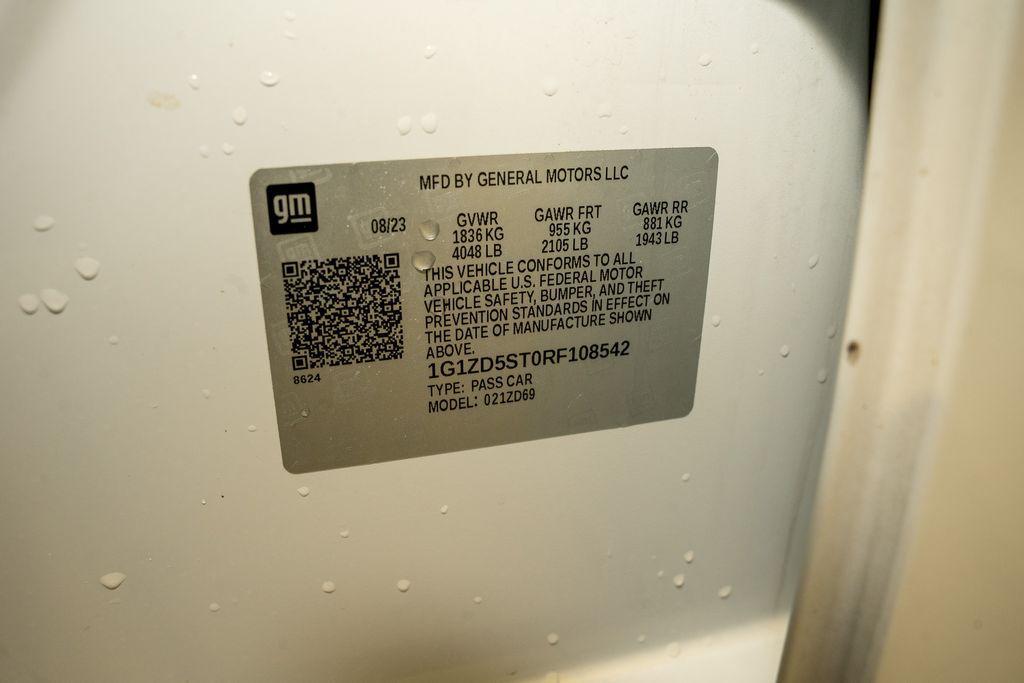 gm
MFD BY GENERAL MOTORS LLC
08/23
GVWR
1836 KG
4048 LB
GAWR FRT
955 KG
2105 LB
GAWR RR
881 KG
1943 LB
THIS VEHICLE CONFORMS TO ALL
APPLICABLE U.S. FEDERAL MOTOR
VEHICLE SAFETY, BUMPER, AND THEFT
PREVENTION STANDARDS IN EFFECT ON
THE DATE OF MANUFACTURE SHOWN
ABOVE.
1G1ZD5ST0RF108542
TYPE: PASS CAR
MODEL: 021ZD69
8624